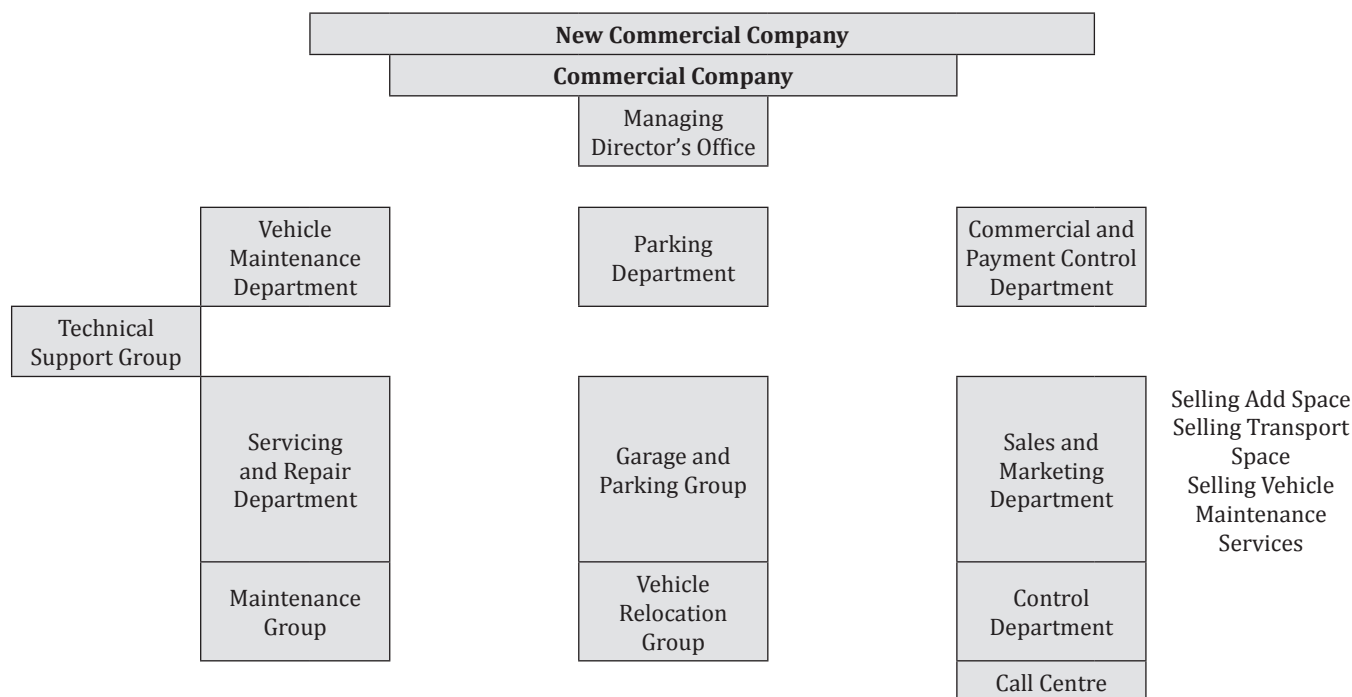 New Commercial Company
Commercial Company
Managing
Director’s Office
Vehicle
Maintenance
Department
Parking
Department
Commercial and
Payment Control
Department
Technical
Support Group
Servicing
and Repair
Department
Garage and
Parking Group
Sales and
Marketing
Department
Selling Add Space
Selling Transport
Space
Selling Vehicle
Maintenance
Services
Maintenance
Group
Vehicle
Relocation
Group
Control
Department
Call Centre